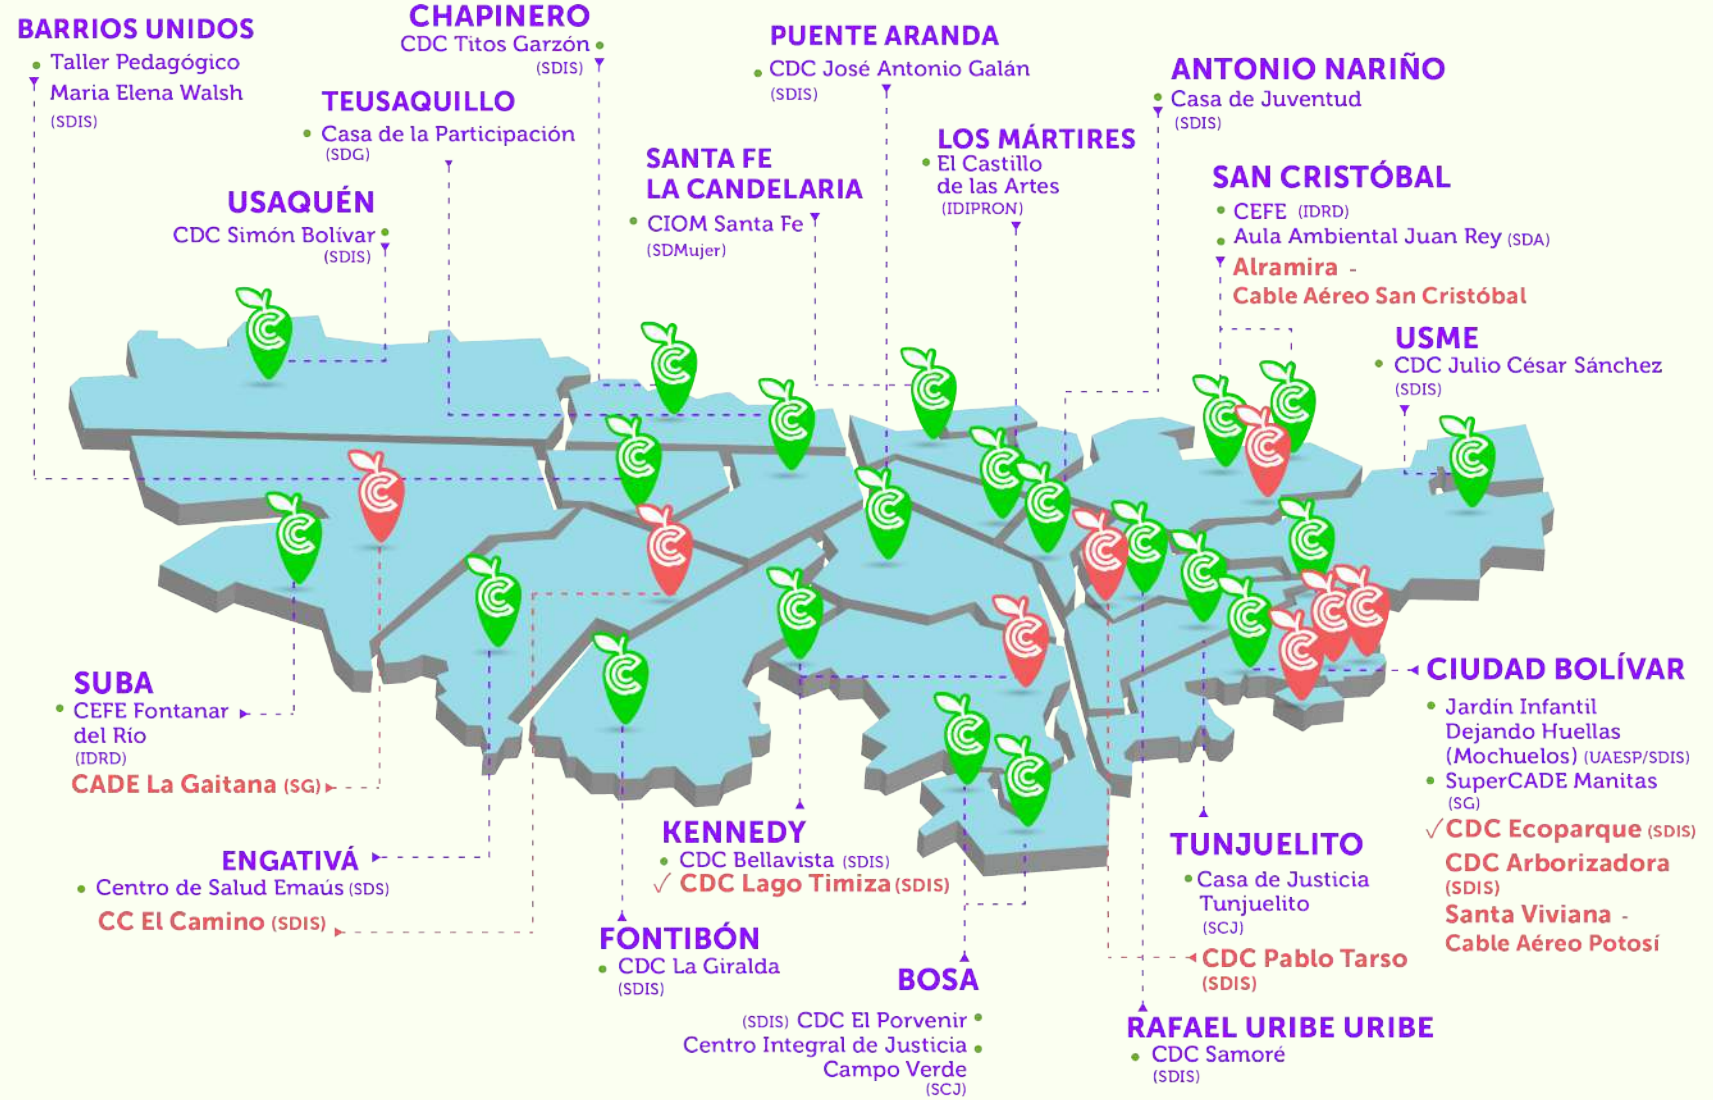 BARRIOS UNIDOS
Taller Pedagógico
Maria Elena Walsh
(SDIS)
CHAPINERO
CDC Titos Garzón
(SDIS)
TEUSAQUILLO
Casa de la Participación
(SDG)
USAQUÉN
CDC Simón Bolívar
(SDIS)
PUENTE ARANDA
CDC José Antonio Galán
(SDIS)
SANTA FE
LA CANDELARIA
CIOM Santa Fe
(SDMujer)
LOS MÁRTIRES
El Castillo
de las Artes
(IDIPRON)
ANTONIO NARIÑO
Casa de Juventud
(SDIS)
SAN CRISTÓBAL
CEFE (IDRD)
Aula Ambiental Juan Rey (SDA)
Alramira -
Cable Aéreo San Cristóbal
USME
CDC Julio César Sánchez
(SDIS)
SUBA
CEFE Fontanar
del Río
(IDRD)
CADE La Gaitana (SG)
ENGATIVÁ
Centro de Salud Emaús (SDS)
CC El Camino (SDIS)
FONTIBÓN
CDC La Giralda
(SDIS)
KENNEDY
CDC Bellavista (SDIS)
✓ CDC Lago Timiza (SDIS)
BOSA
(SDIS) CDC El Porvenir
Centro Integral de Justicia
Campo Verde
(SCJ)
TUNJUELITO
Casa de Justicia
Tunjuelito
(SCJ)
CDC Pablo Tarso
(SDIS)
RAFAEL URIBE URIBE
CDC Samoré
(SDIS)
CIUDAD BOLÍVAR
Jardín Infantil
Dejando Huellas
(Mochuelos) (UAESP/SDIS)
SuperCADE Manitas
(SG)
✓ CDC Ecoparque (SDIS)
CDC Arborizadora
(SDIS)
Santa Viviana -
Cable Aéreo Potosí